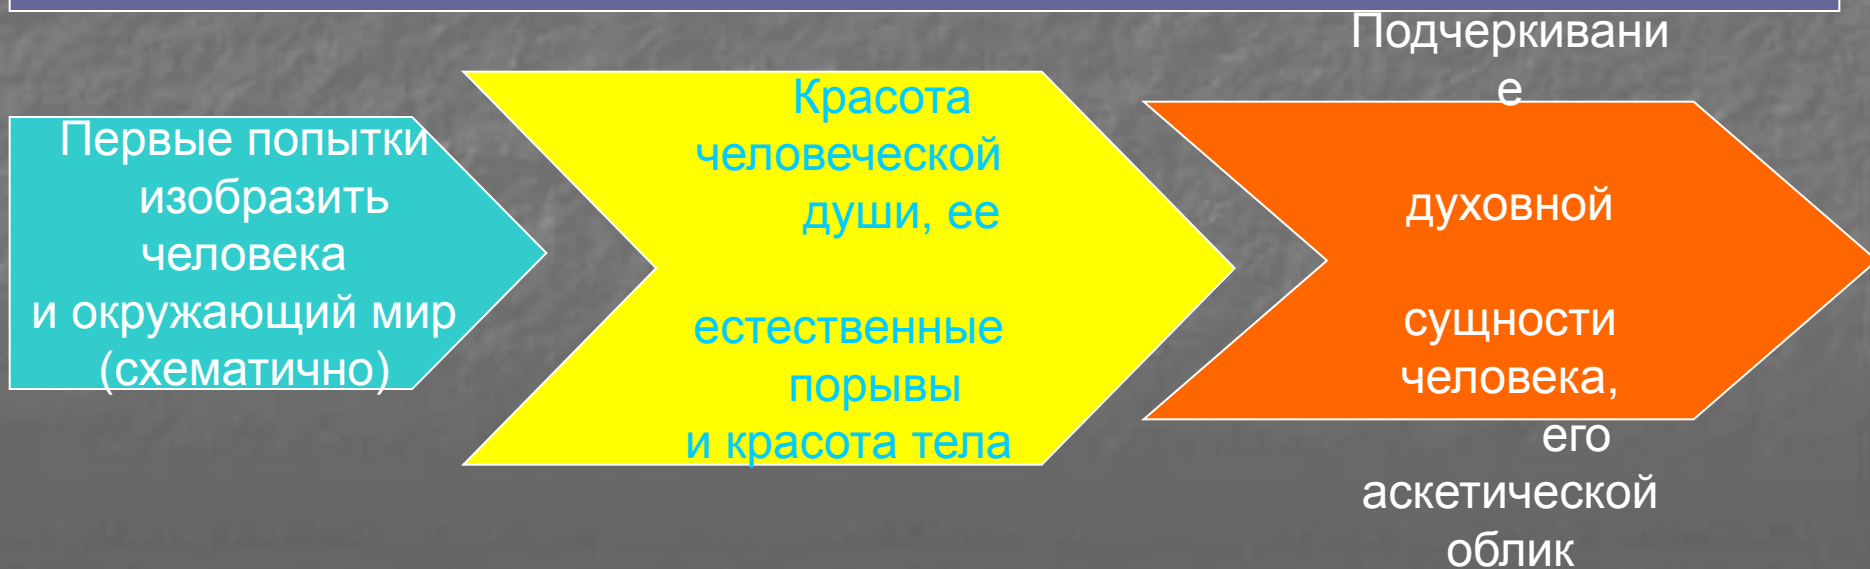 Первые попытки
изобразить
человека
и окружающий мир
(схематично)
Красота
человеческой
души, ее
естественные
порывы
и красота тела
Подчеркивани
е
духовной
сущности
человека,
его
аскетической
облик